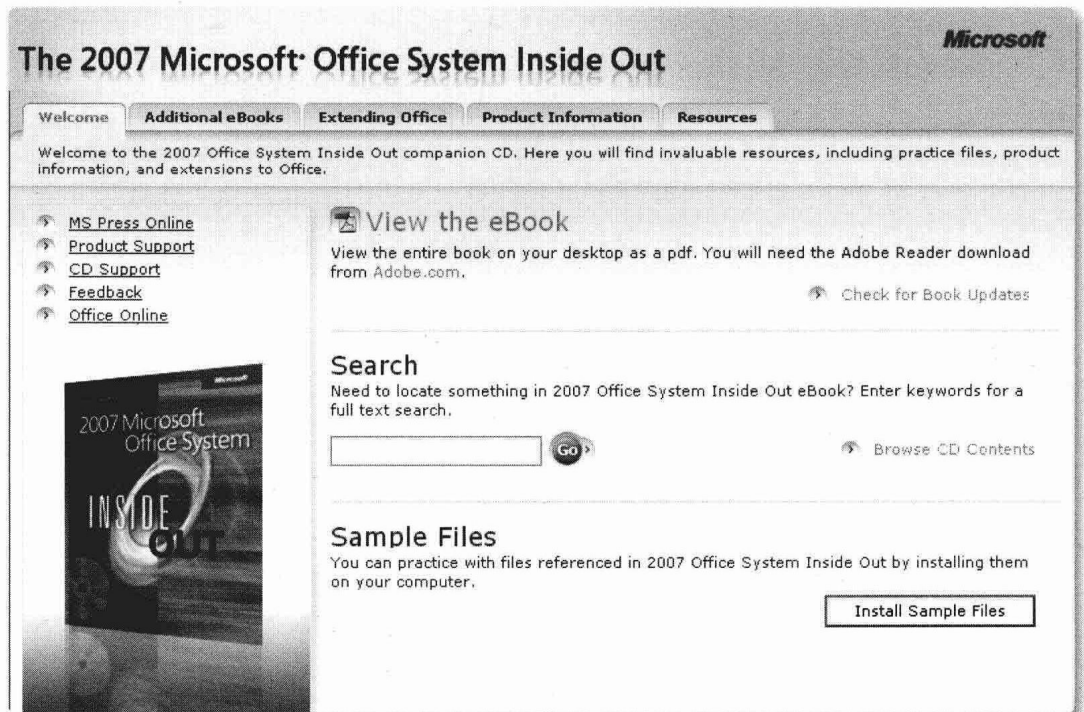 Microsoft
The 2007 Microsoft Office System Inside Out
Welcome
Additional eBooks
Extending Office
Product Information
Resources
Welcome to the 2007 Office System Inside Out companion CD. Here you will find invaluable resources, including practice files, product
information, and extensions to Office.
MS Press Online
Product Support
CD Support
Feedback
Office Online
Microsoft
2007 Microsoft
Office System
INSIDE
OUT
View the eBook
View the entire book on your desktop as a pdf. You will need the Adobe Reader download
from Adobe.com.
Check for Book Updates
Search
Need to locate something in 2007 Office System Inside Out eBook? Enter keywords for a
full text search.
Go
Browse CD Contents
Sample Files
You can practice with files referenced in 2007 Office System Inside Out by installing them
on your computer.
Install Sample Files